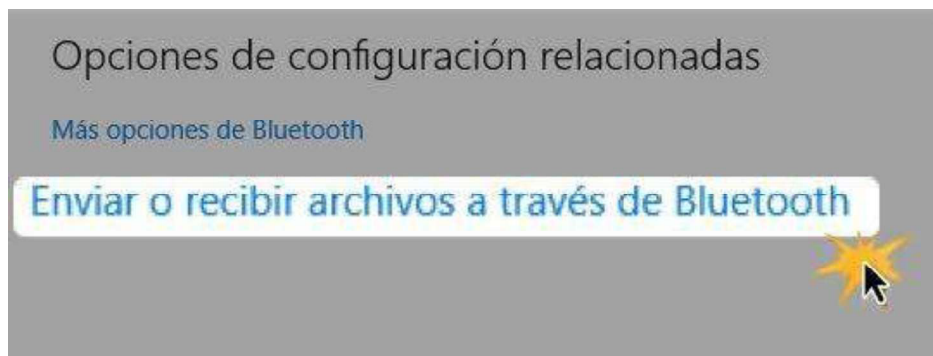 Opciones de configuración relacionadas
Más opciones de Bluetooth
Enviar o recibir archivos a través de Bluetooth